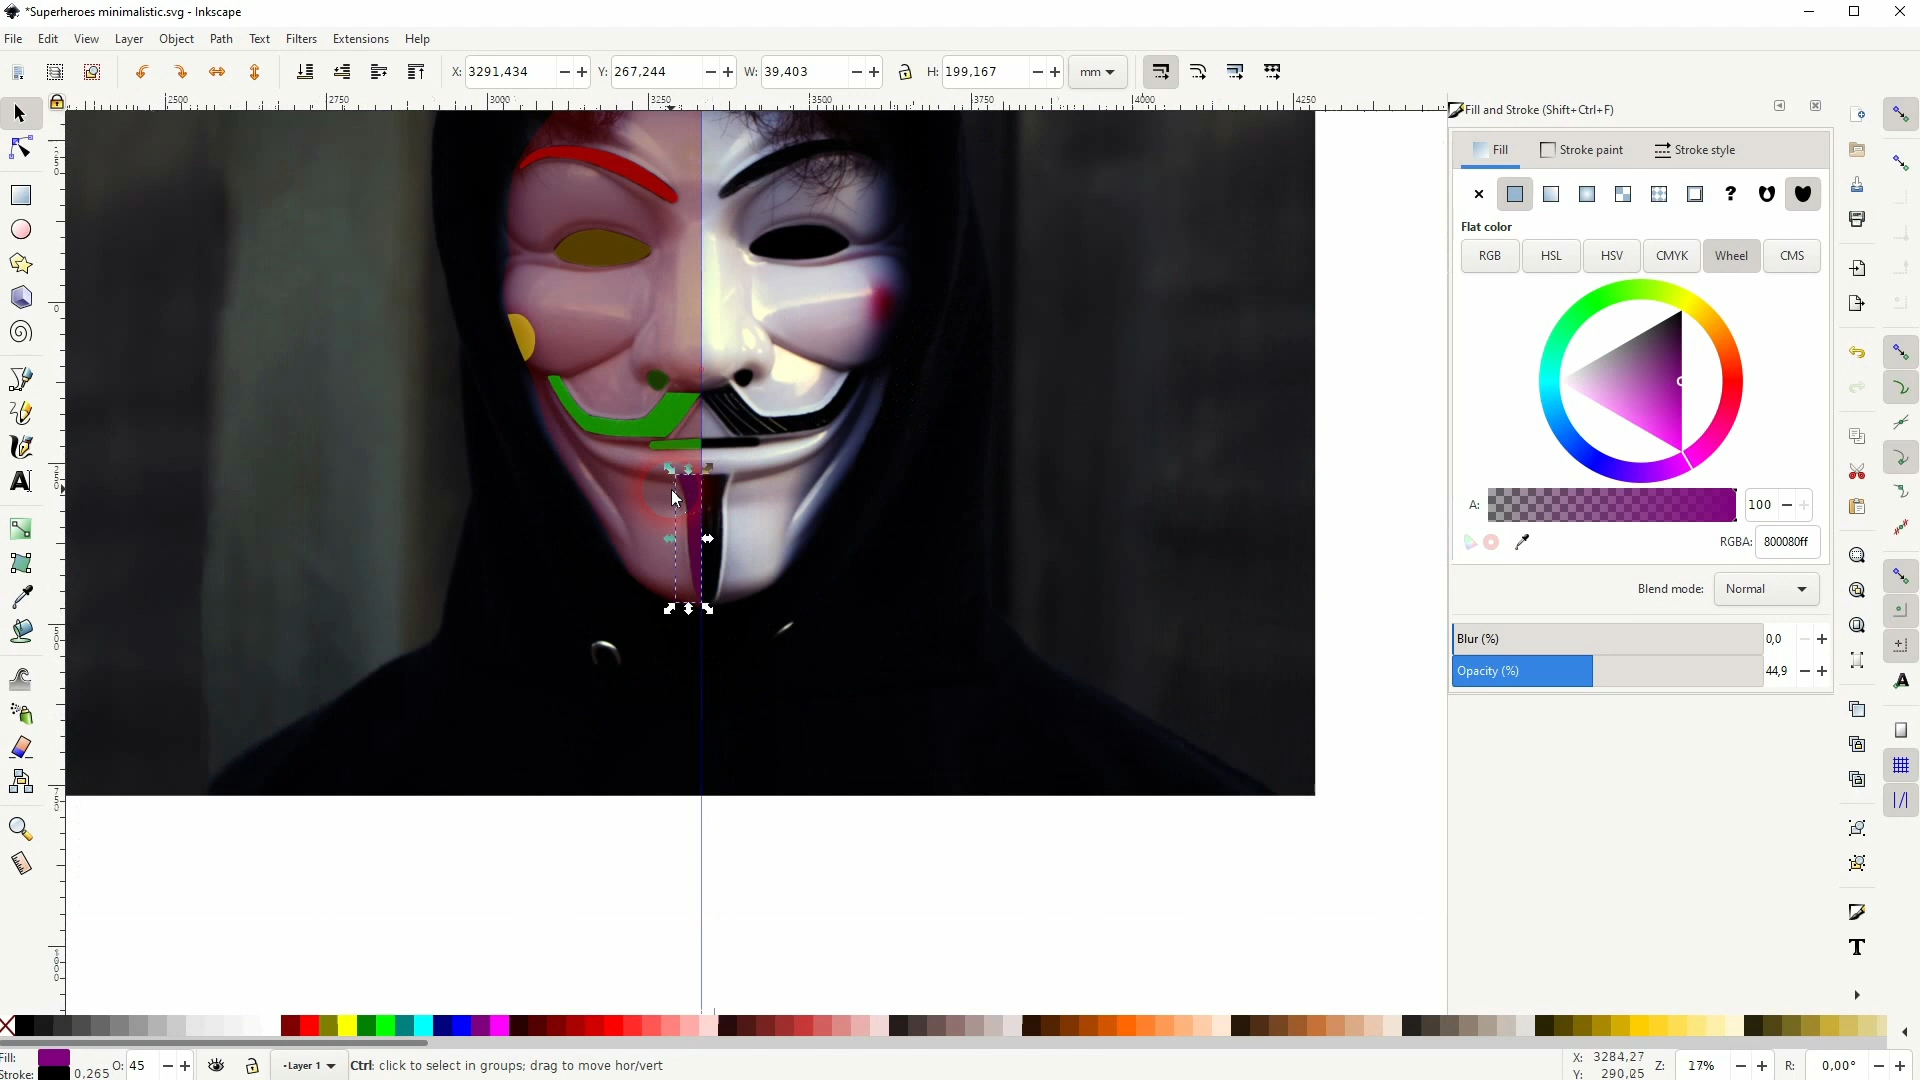 *Superheroes minimalistic.svg - Inkscape
File Edit View Layer Object Path Text Filters Extensions Help
X: 3291,434 Y: 267,244 W: 39,403 H: 199,167 mm
2500 2750 3000 3250 3500 3750 4000 4250
Fill and Stroke (Shift+Ctrl+F)
Fill Stroke paint Stroke style
Flat color
RGB HSL HSV CMYK Wheel CMS
A: 100
RGBA: 800080ff
Blend mode: Normal
Blur (%) 0,0
Opacity (%) 44,9
Fill:
Stroke: 0,265 O: 45 Layer 1 Ctrl: click to select in groups; drag to move hor/vert
X: 3284,27
Y: 290,05 Z: 17% R: 0,00°